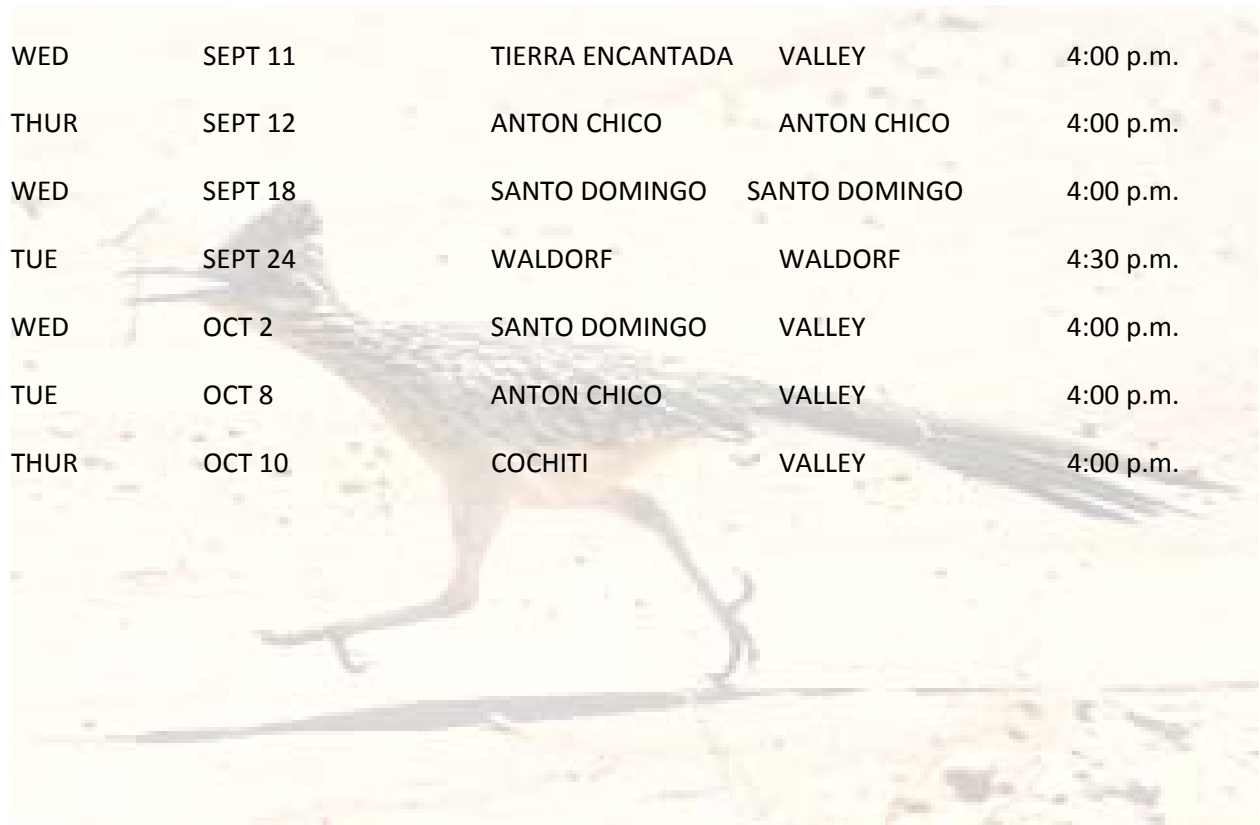 WED SEPT 11 TIERRA ENCANTADA VALLEY 4:00 p.m.
THUR SEPT 12 ANTON CHICO ANTON CHICO 4:00 p.m.
WED SEPT 18 SANTO DOMINGO SANTO DOMINGO 4:00 p.m.
TUE SEPT 24 WALDORF WALDORF 4:30 p.m.
WED OCT 2 SANTO DOMINGO VALLEY 4:00 p.m.
TUE OCT 8 ANTON CHICO VALLEY 4:00 p.m.
THUR OCT 10 COCHITI VALLEY 4:00 p.m.